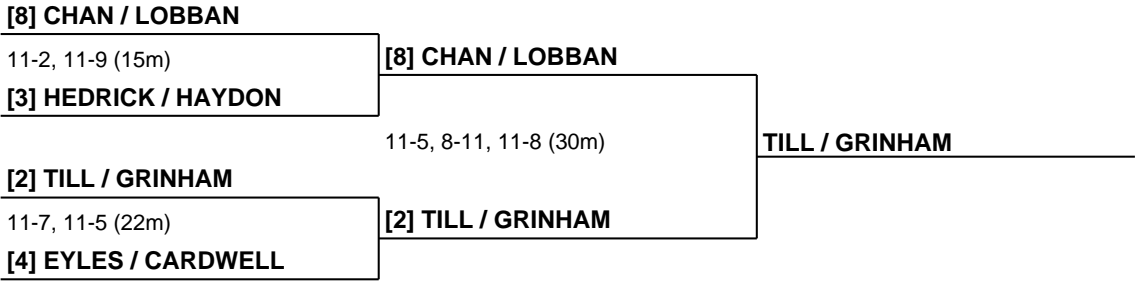 [8] CHAN / LOBBAN
11-2, 11-9 (15m)
[8] CHAN / LOBBAN
[3] HEDRICK / HAYDON
11-5, 8-11, 11-8 (30m)
TILL / GRINHAM
[2] TILL / GRINHAM
11-7, 11-5 (22m)
[2] TILL / GRINHAM
[4] EYLES / CARDWELL